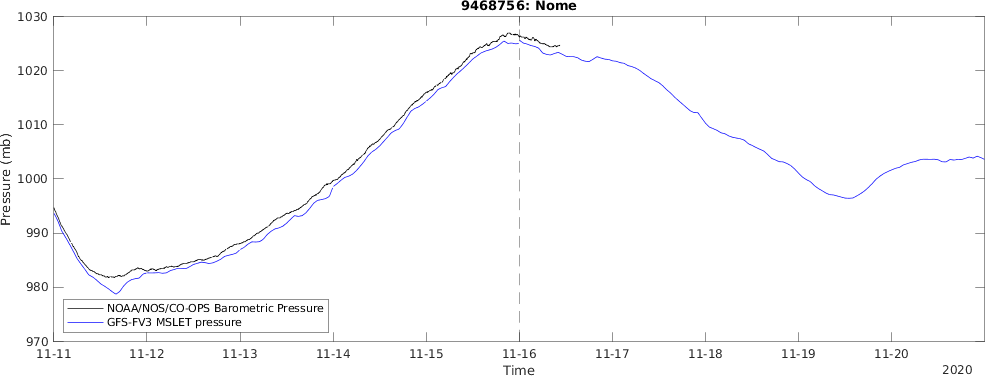 9468756: Nome
Pressure (mb)
1030
1020
1010
1000
990
980
970
NOAA/NOS/CO-OPS Barometric Pressure
GFS-FV3 MSLET pressure
11-11 11-12 11-13 11-14 11-15 11-16 11-17 11-18 11-19 11-20
Time
2020